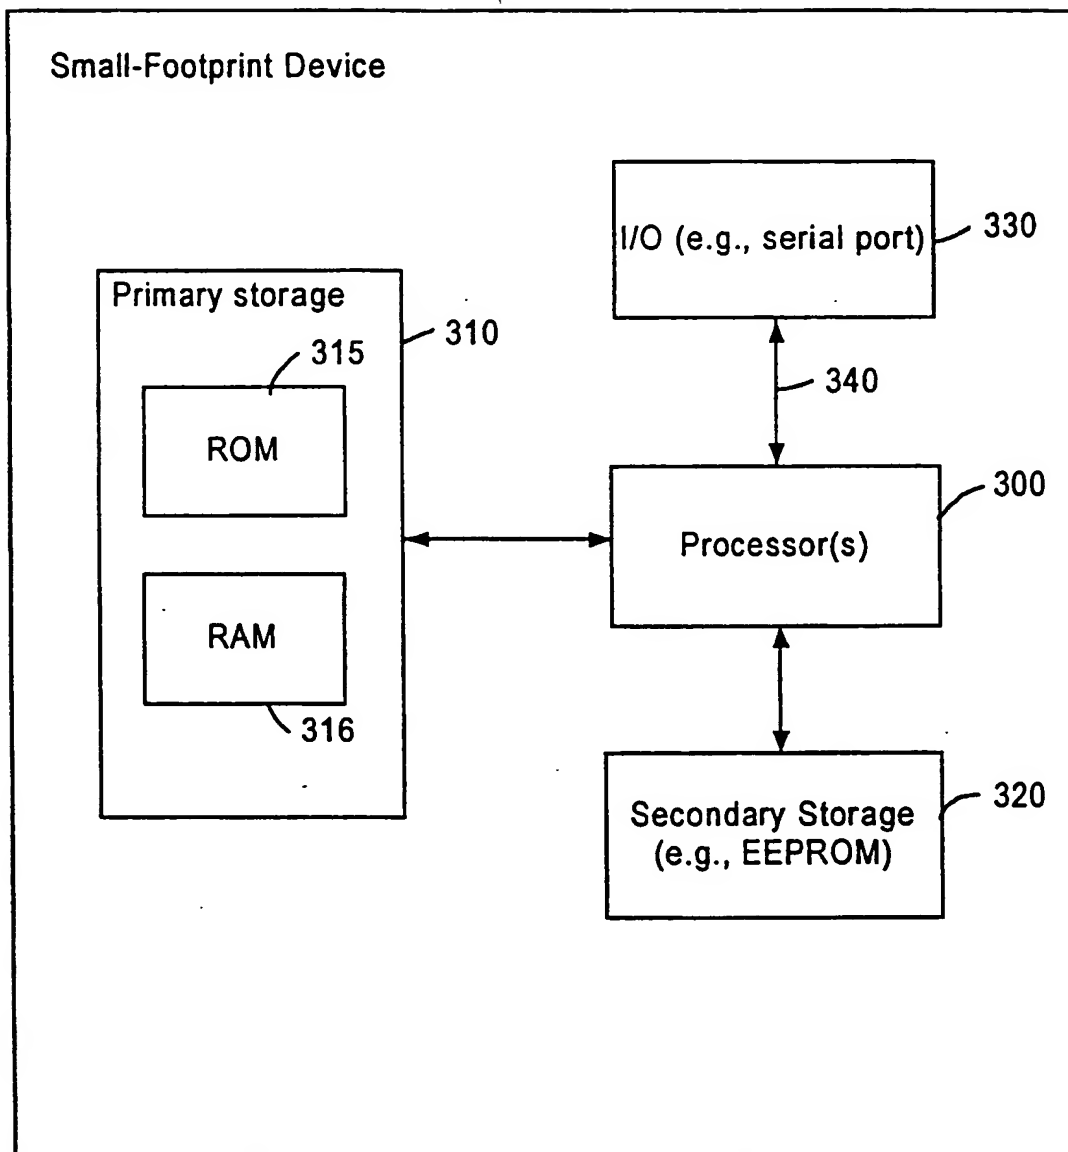 Small-Footprint Device
I/O (e.g., serial port)
330
Primary storage
310
315
340
ROM
300
Processor(s)
RAM
316
320
Secondary Storage
(e.g., EEPROM)